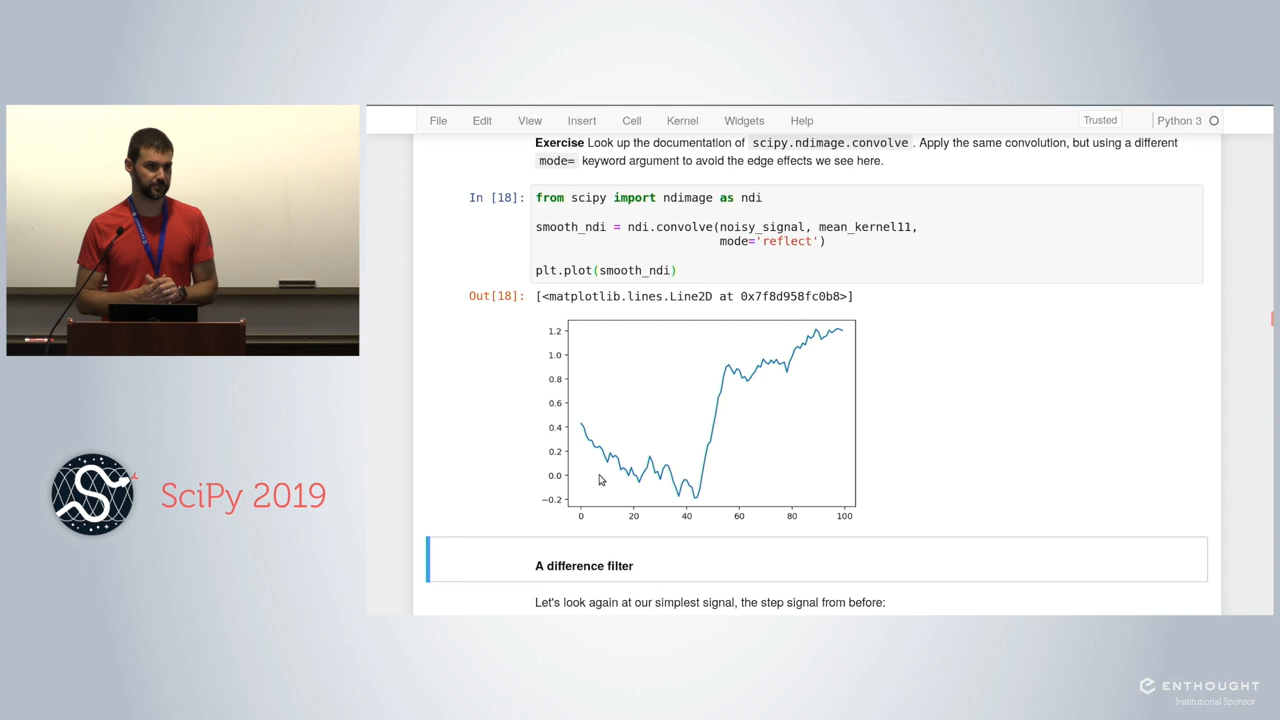 File Edit View Insert Cell Kernel Widgets Help Trusted Python 3
Exercise Look up the documentation of scipy.ndimage.convolve. Apply the same convolution, but using a different
mode= keyword argument to avoid the edge effects we see here.
In [18]: from scipy import ndimage as ndi
smooth_ndi = ndi.convolve(noisy_signal, mean_kernel11,
mode='reflect')
plt.plot(smooth_ndi)
Out[18]: [<matplotlib.lines.Line2D at 0x7f8d958fc0b8>]
1.2
1.0
0.8
0.6
0.4
0.2
0.0
−0.2
0 20 40 60 80 100
A difference filter
Let's look again at our simplest signal, the step signal from before:
SciPy 2019
ENTHOUGHT
Institutional Sponsor